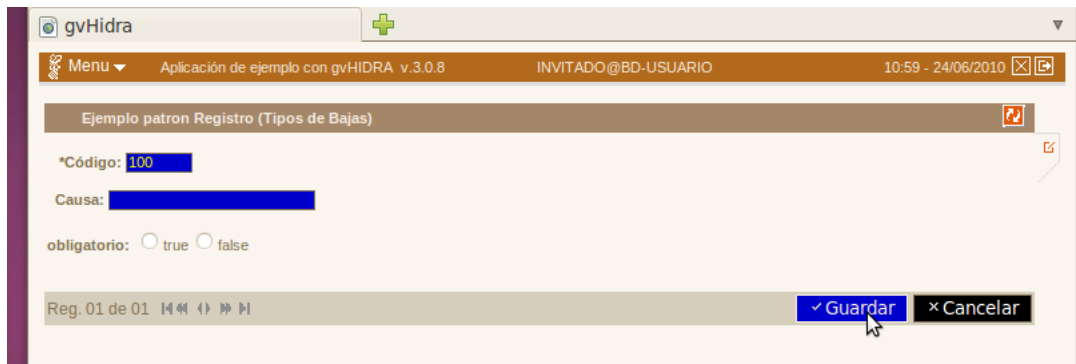 gvHidra
Menu Aplicación de ejemplo con gvHIDRA v.3.0.8 INVITADO@BD-USUARIO 10:59 - 24/06/2010
Ejemplo patron Registro (Tipos de Bajas)
*Código: 100
Causa:
obligatorio: true false
Reg. 01 de 01 Guardar Cancelar